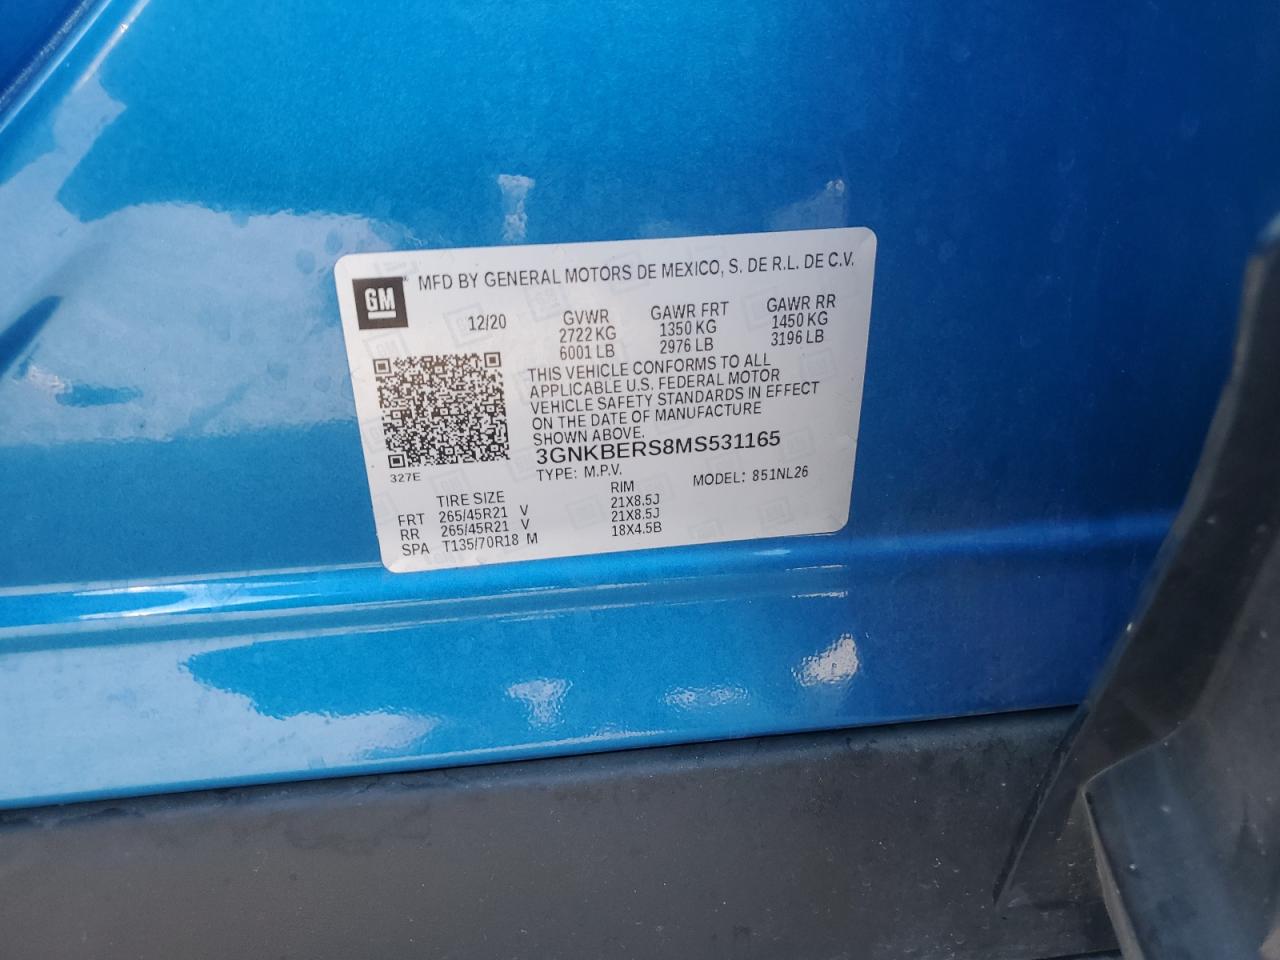 GM
MFD BY GENERAL MOTORS DE MEXICO, S. DE R.L. DE C.V.
12/20 GVWR GAWR FRT GAWR RR
2722 KG 1350 KG 1450 KG
6001 LB 2976 LB 3196 LB
THIS VEHICLE CONFORMS TO ALL
APPLICABLE U.S. FEDERAL MOTOR
VEHICLE SAFETY STANDARDS IN EFFECT
ON THE DATE OF MANUFACTURE
SHOWN ABOVE.
3GNKBERS8MS531165
327E
TYPE: M.P.V. MODEL: 851NL26
TIRE SIZE RIM
FRT 265/45R21 V 21X8.5J
RR 265/45R21 V 21X8.5J
SPA T135/70R18 M 18X4.5B